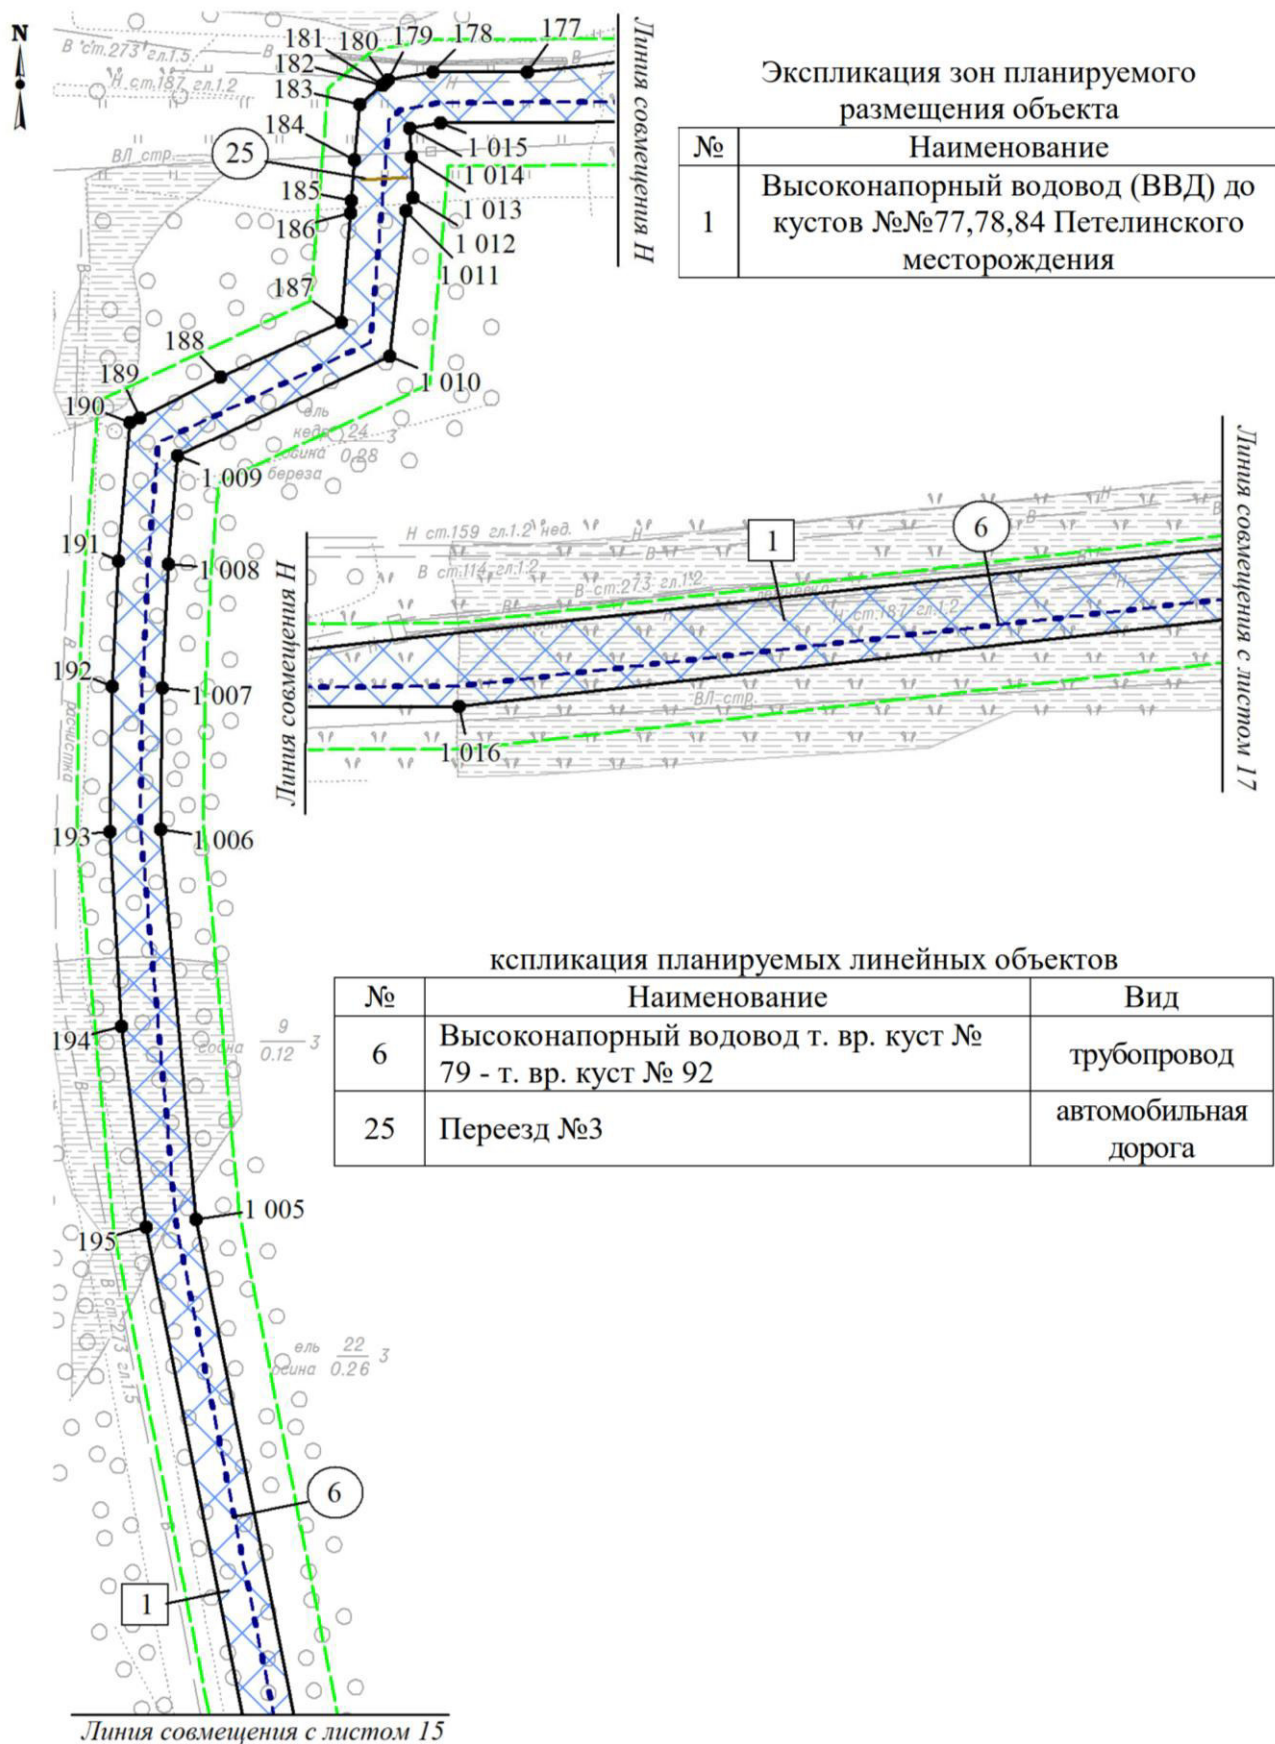 N
В ст.273 гл.1.5
В
В
Н ст.187 гл.1.2
Н
ВЛ стр.
181
180
179
178
177
182
183
184
25
185
186
187
188
189
190
191
192
193
194
195
1 015
1 014
1 013
1 012
1 011
1 010
1 009
1 008
1 007
1 006
1 005
Линия совмещения Н
Экспликация зон планируемого
размещения объекта
№ Наименование
1 Высоконапорный водовод (ВВД) до
кустов №№77,78,84 Петелинского
месторождения
ель
кедр 24 3
осина 0.28
береза
Линия совмещения Н
Н ст.159 гл.1.2 нед.
Н
Н
В
В
В ст.114 гл.1.2
В ст.273 гл.1.2
Н ст.187 гл.1.2
ВЛ стр.
1
6
1 016
Линия совмещения с листом 17
расчистка
кспликация планируемых линейных объектов
№ Наименование Вид
6 Высоконапорный водовод т. вр. куст №
79 - т. вр. куст № 92 трубопровод
25 Переезд №3 автомобильная
дорога
сосна 9 3
0.12
В ст.273 гл.15
ель 22 3
осина 0.26
6
1
Линия совмещения с листом 15